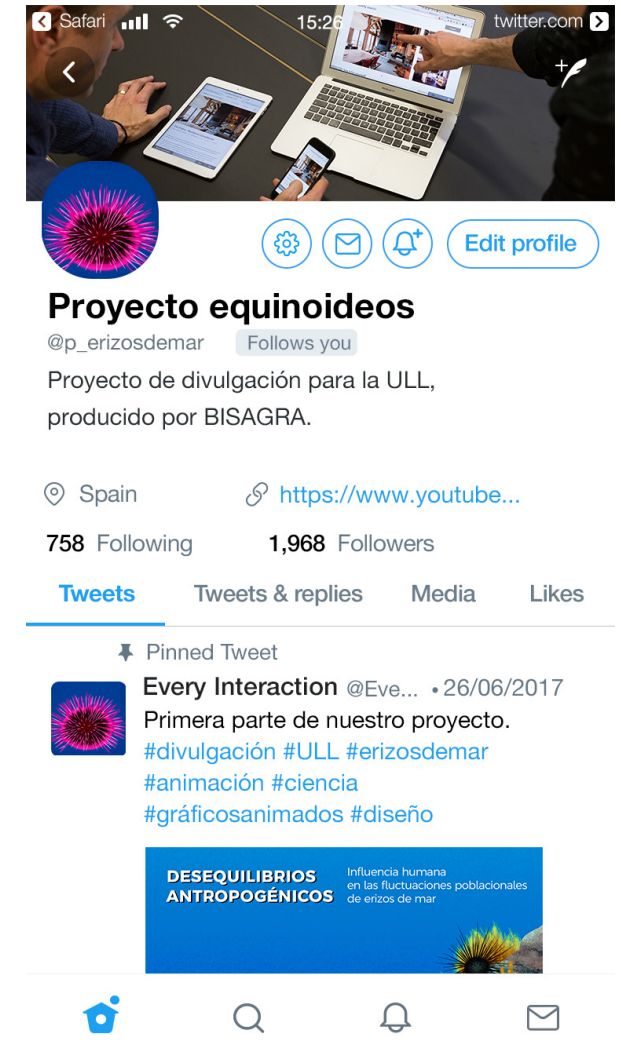 Safari 15:26 twitter.com
Edit profile
Proyecto equinoideos
@p_erizosdemar Follows you
Proyecto de divulgación para la ULL,
producido por BISAGRA.
Spain https://www.youtube...
758 Following 1,968 Followers
Tweets Tweets & replies Media Likes
Pinned Tweet
Every Interaction @Eve... • 26/06/2017
Primera parte de nuestro proyecto.
#divulgación #ULL #erizosdemar
#animación #ciencia
#gráficosanimados #diseño
DESEQUILIBRIOS
ANTROPOGÉNICOS
Influencia humana
en las fluctuaciones poblacionales
de erizos de mar